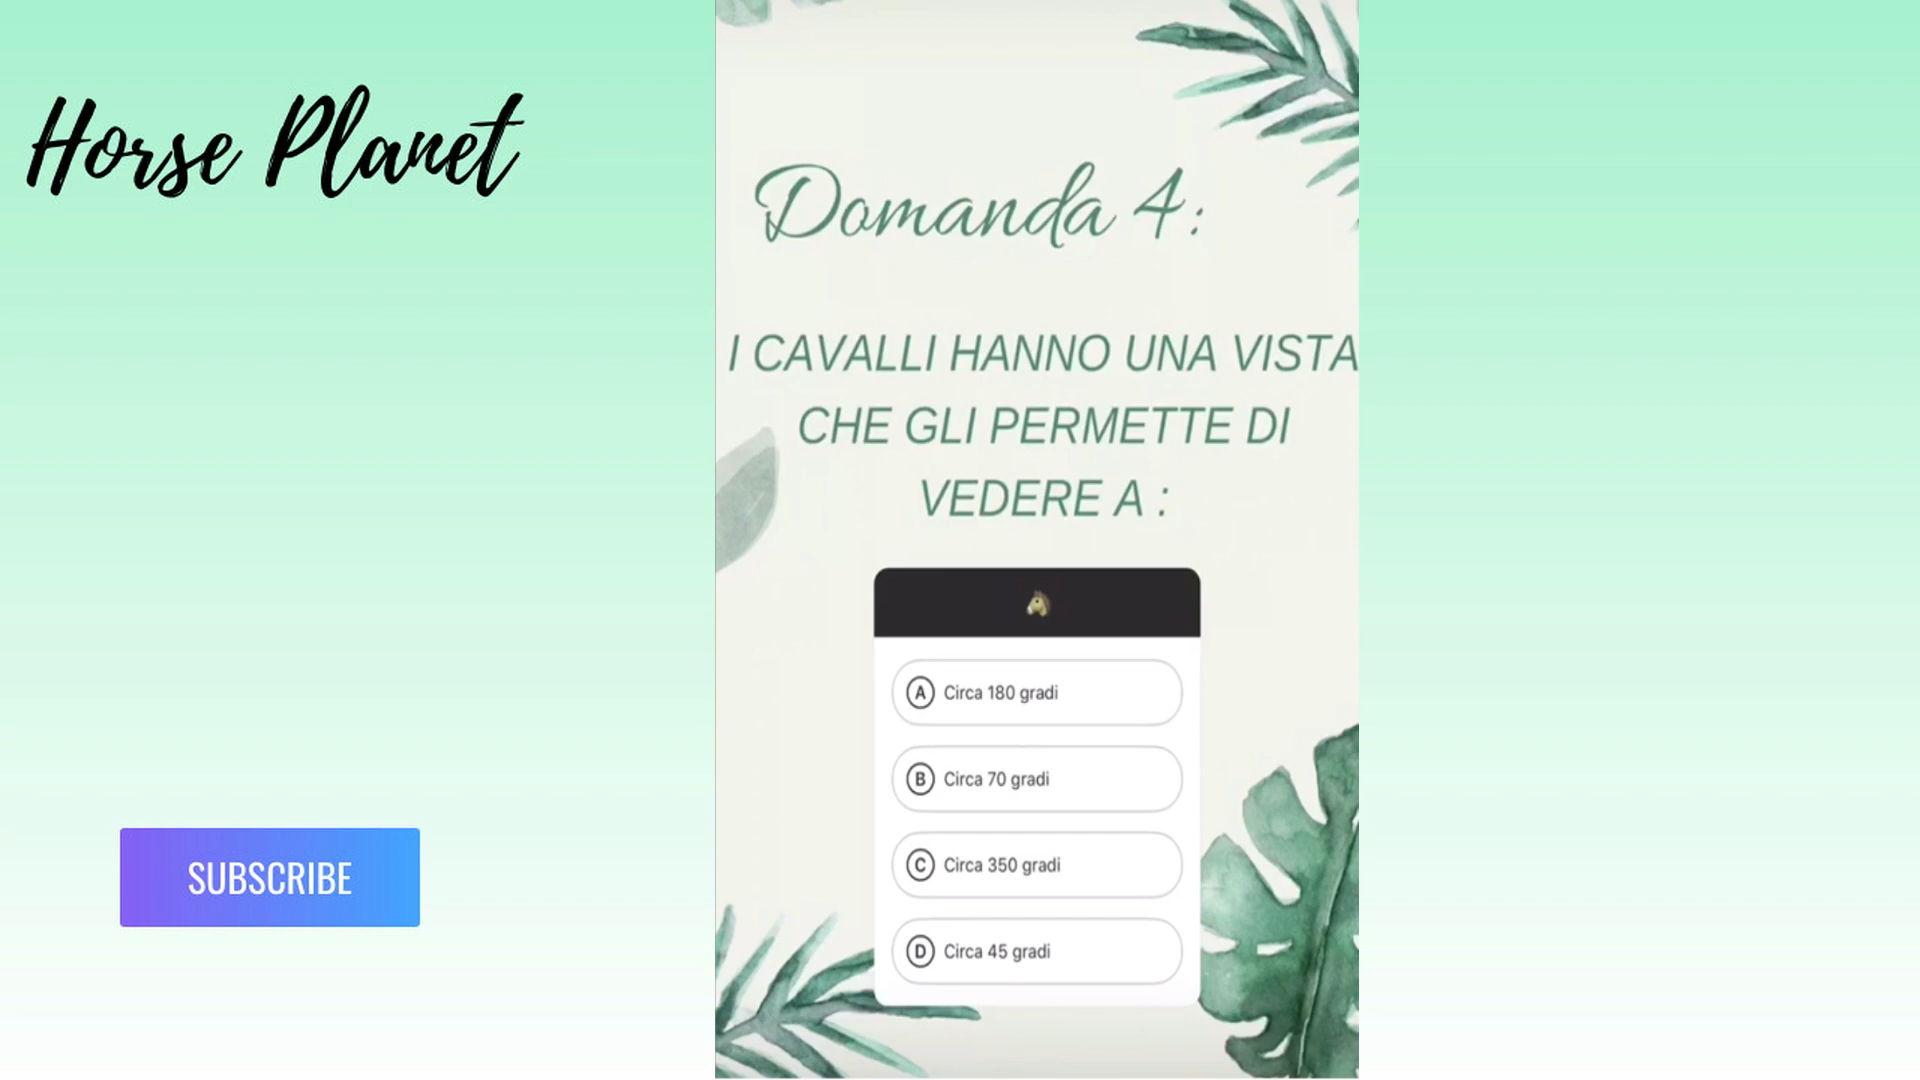 Horse Planet
Domanda 4:
I CAVALLI HANNO UNA VISTA
CHE GLI PERMETTE DI
VEDERE A :
A Circa 180 gradi
B Circa 70 gradi
C Circa 350 gradi
D Circa 45 gradi
SUBSCRIBE